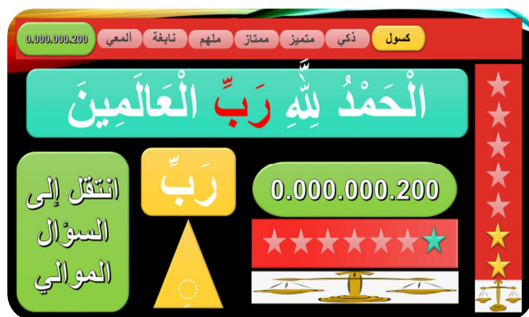 كسول ذكي متميز ممتاز ملهم نابغة ألمعي 0.000.000.200
الْحَمْدُ لِلَّهِ رَبِّ الْعَالَمِينَ
رَبِّ
0.000.000.200
انتقل إلى
السؤال
الموالي